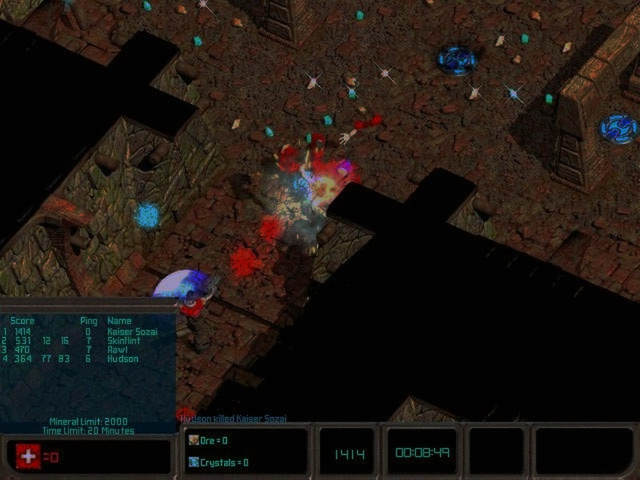 Score Ping Name
1 1414 0 Kaiser Sozai
2 531 12 16 7 Skinflint
3 470 7 Rawl
4 364 77 83 6 Hudson
Mineral Limit: 2000
Time Limit: 20 Minutes
Hudson killed Kaiser Sozai
=0
Ore = 0
Crystals = 0
1414
00:08:49